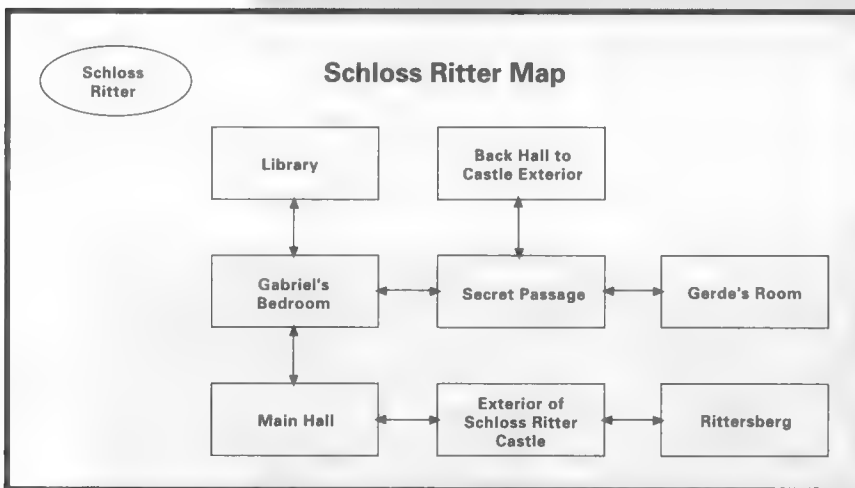 Schloss
Ritter
Schloss Ritter Map
Library
Back Hall to
Castle Exterior
Gabriel's
Bedroom
Secret Passage
Gerde's Room
Main Hall
Exterior of
Schloss Ritter
Castle
Rittersberg